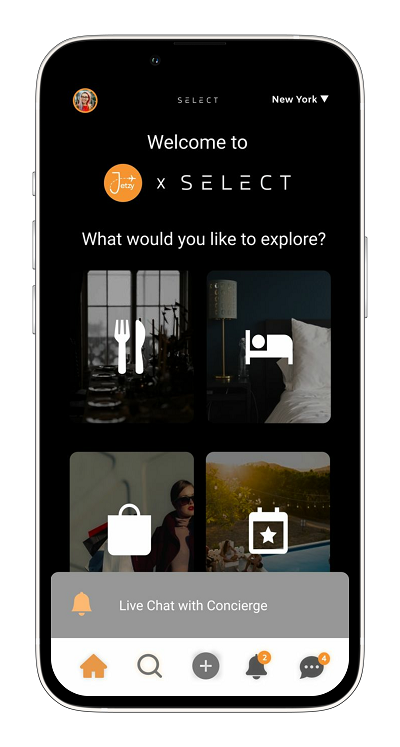 SELECT
New York ▼
Welcome to
Jetzy x SELECT
What would you like to explore?
Live Chat with Concierge
2
4